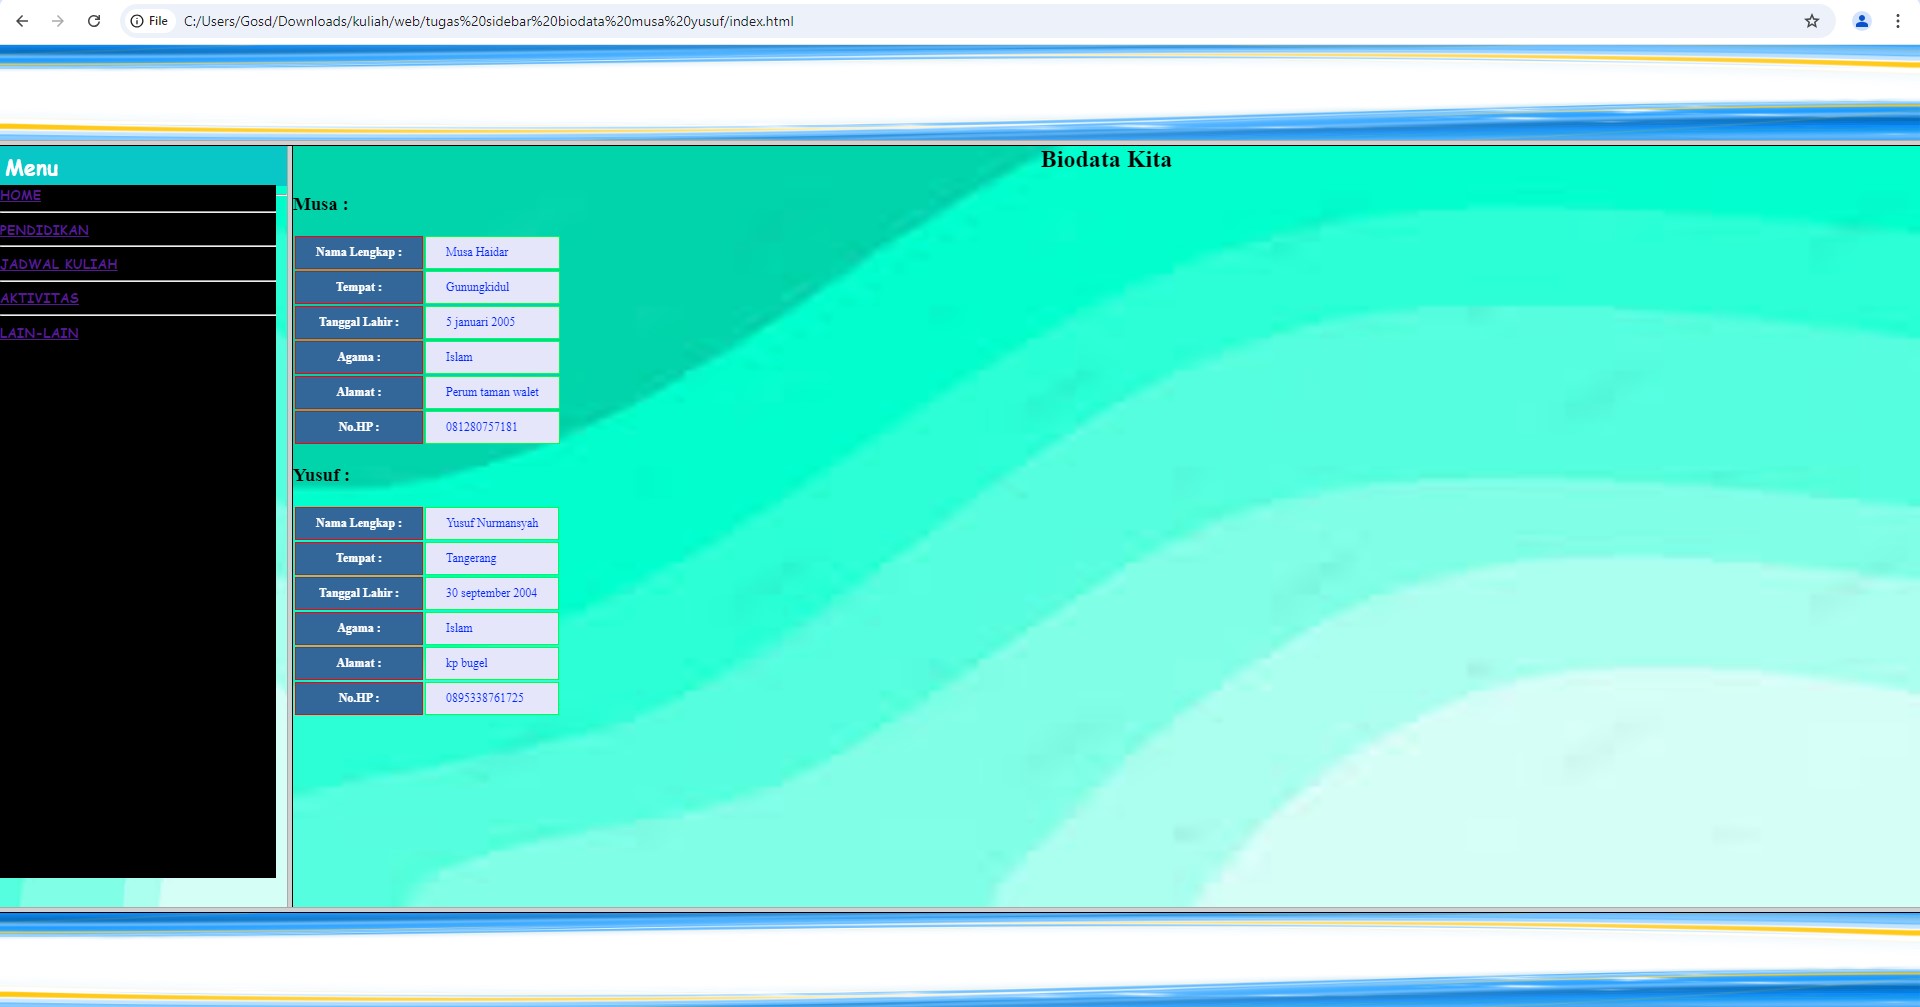 File C:/Users/Gosd/Downloads/kuliah/web/tugas%20sidebar%20biodata%20musa%20yusuf/index.html
Menu
HOME
PENDIDIKAN
JADWAL KULIAH
AKTIVITAS
LAIN-LAIN
Biodata Kita
Musa :
Nama Lengkap : Musa Haidar
Tempat : Gunungkidul
Tanggal Lahir : 5 januari 2005
Agama : Islam
Alamat : Perum taman walet
No.HP : 081280757181
Yusuf :
Nama Lengkap : Yusuf Nurmansyah
Tempat : Tangerang
Tanggal Lahir : 30 september 2004
Agama : Islam
Alamat : kp bugel
No.HP : 0895338761725